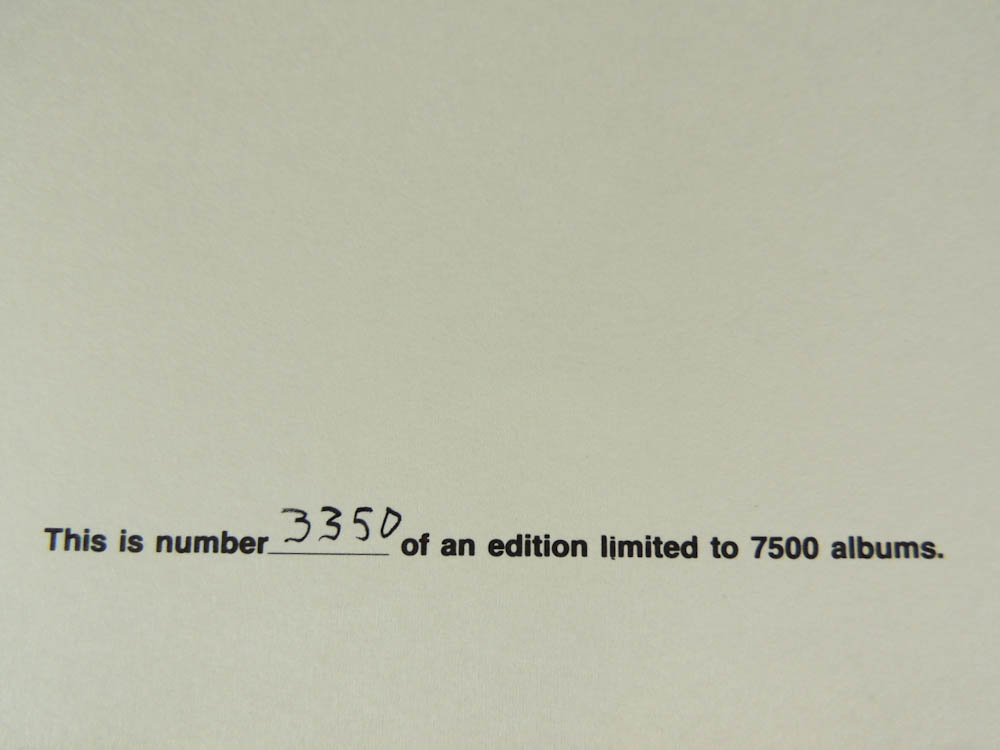 This is number 3350 of an edition limited to 7500 albums.